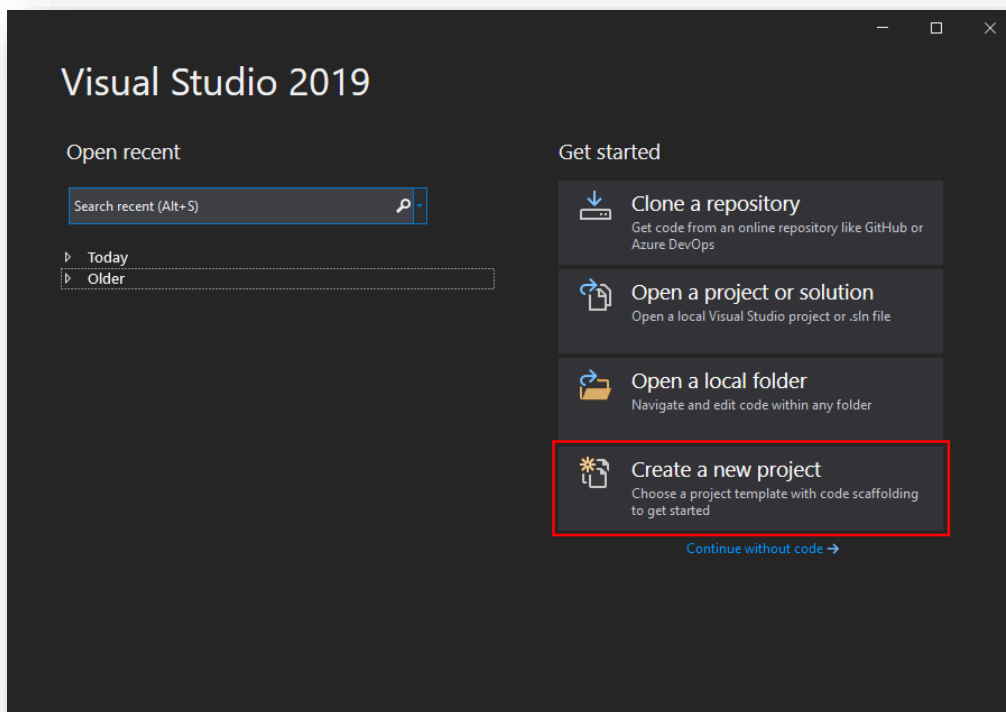 Visual Studio 2019
Open recent
Search recent (Alt+S)
Today
Older
Get started
Clone a repository
Get code from an online repository like GitHub or
Azure DevOps
Open a project or solution
Open a local Visual Studio project or .sln file
Open a local folder
Navigate and edit code within any folder
Create a new project
Choose a project template with code scaffolding
to get started
Continue without code →